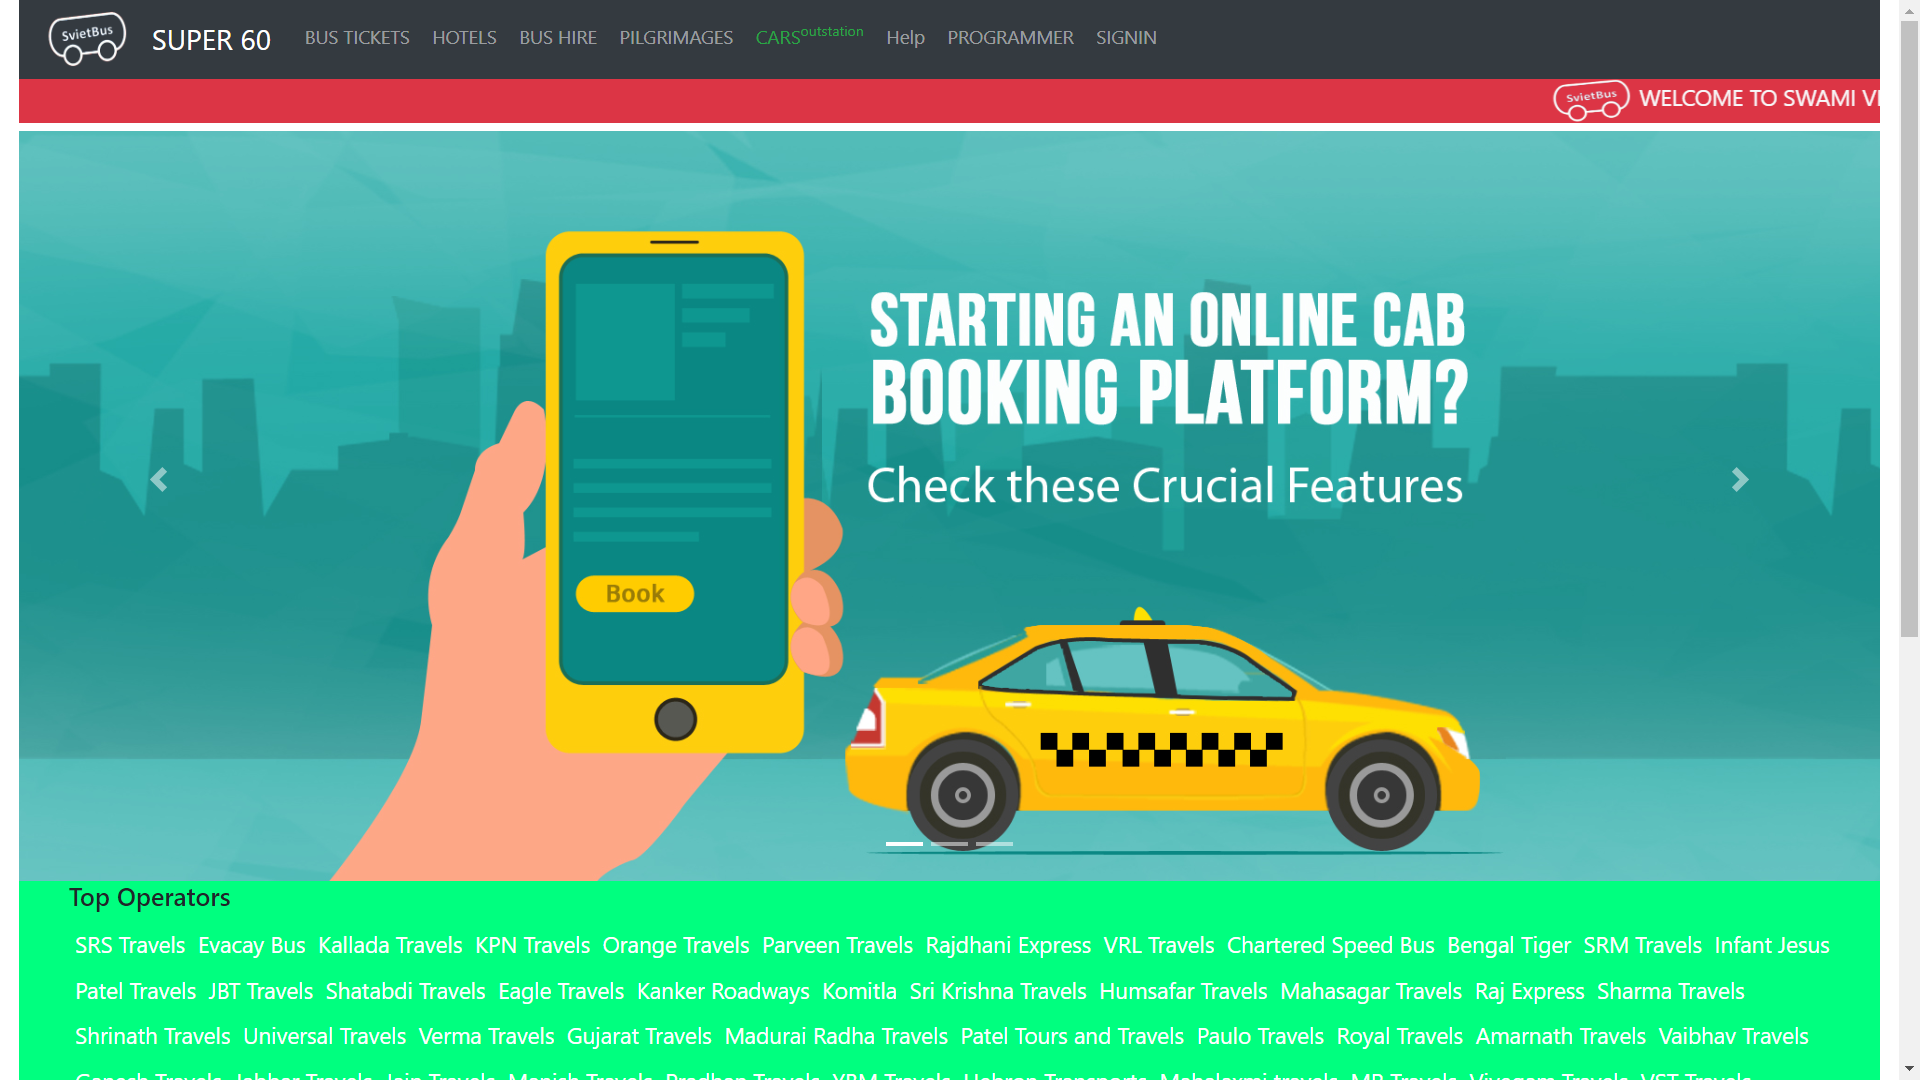 SvietBus SUPER 60 BUS TICKETS HOTELS BUS HIRE PILGRIMAGES CARSoutstation Help PROGRAMMER SIGNIN
SvietBus WELCOME TO SWAMI
STARTING AN ONLINE CAB
BOOKING PLATFORM?
Check these Crucial Features
Book
Top Operators
SRS Travels Evacay Bus Kallada Travels KPN Travels Orange Travels Parveen Travels Rajdhani Express VRL Travels Chartered Speed Bus Bengal Tiger SRM Travels Infant Jesus
Patel Travels JBT Travels Shatabdi Travels Eagle Travels Kanker Roadways Komitla Sri Krishna Travels Humsafar Travels Mahasagar Travels Raj Express Sharma Travels
Shrinath Travels Universal Travels Verma Travels Gujarat Travels Madurai Radha Travels Patel Tours and Travels Paulo Travels Royal Travels Amarnath Travels Vaibhav Travels